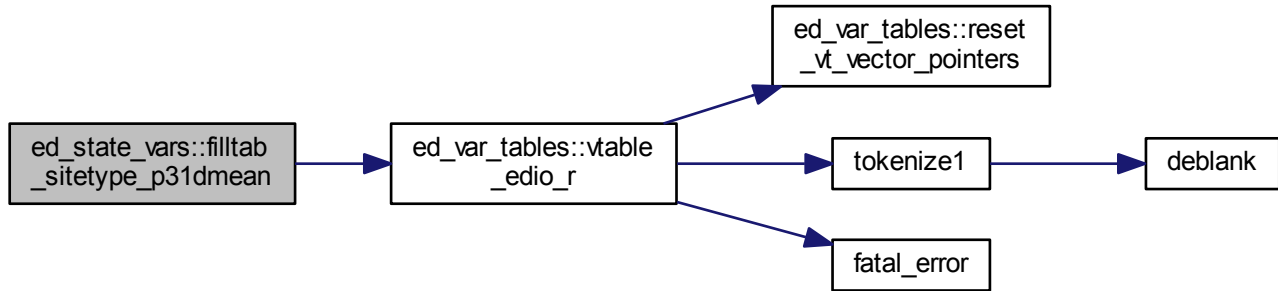 ed_state_vars::filltab
_sitetype_p31dmean
ed_var_tables::vtable
_edio_r
ed_var_tables::reset
_vt_vector_pointers
tokenize1
deblank
fatal_error